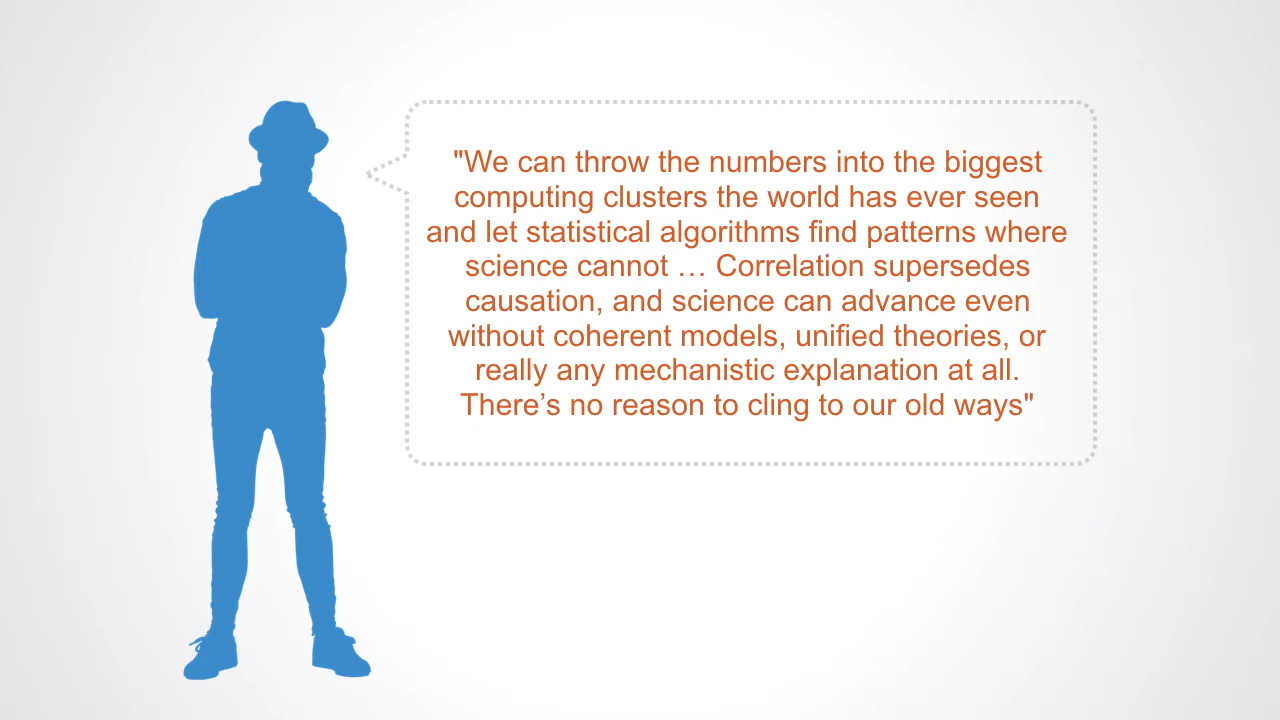 "We can throw the numbers into the biggest
computing clusters the world has ever seen
and let statistical algorithms find patterns where
science cannot … Correlation supersedes
causation, and science can advance even
without coherent models, unified theories, or
really any mechanistic explanation at all.
There’s no reason to cling to our old ways"